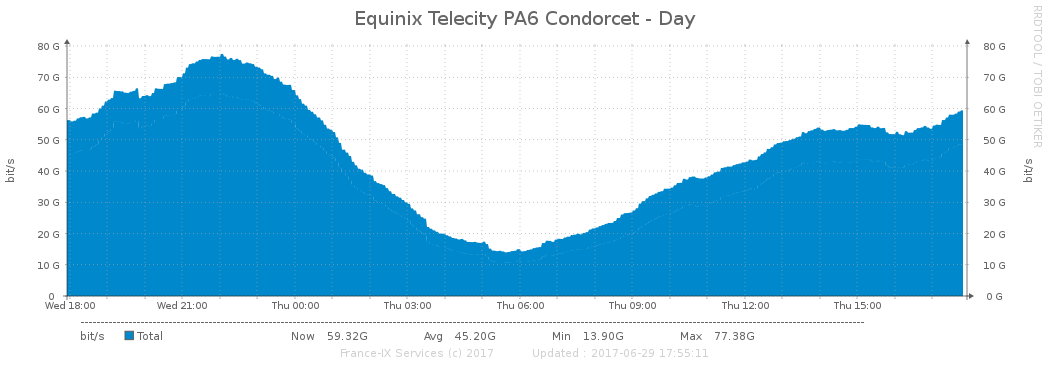 Equinix Telecity PA6 Condorcet - Day
RRDTOOL / TOBI OETIKER
80 G 80 G
70 G 70 G
60 G 60 G
50 G 50 G
40 G 40 G
30 G 30 G
20 G 20 G
10 G 10 G
0 0 G
bit/s bit/s
Wed 18:00 Wed 21:00 Thu 00:00 Thu 03:00 Thu 06:00 Thu 09:00 Thu 12:00 Thu 15:00
bit/s Total Now 59.32G Avg 45.20G Min 13.90G Max 77.38G
France-IX Services (c) 2017 Updated : 2017-06-29 17:55:11